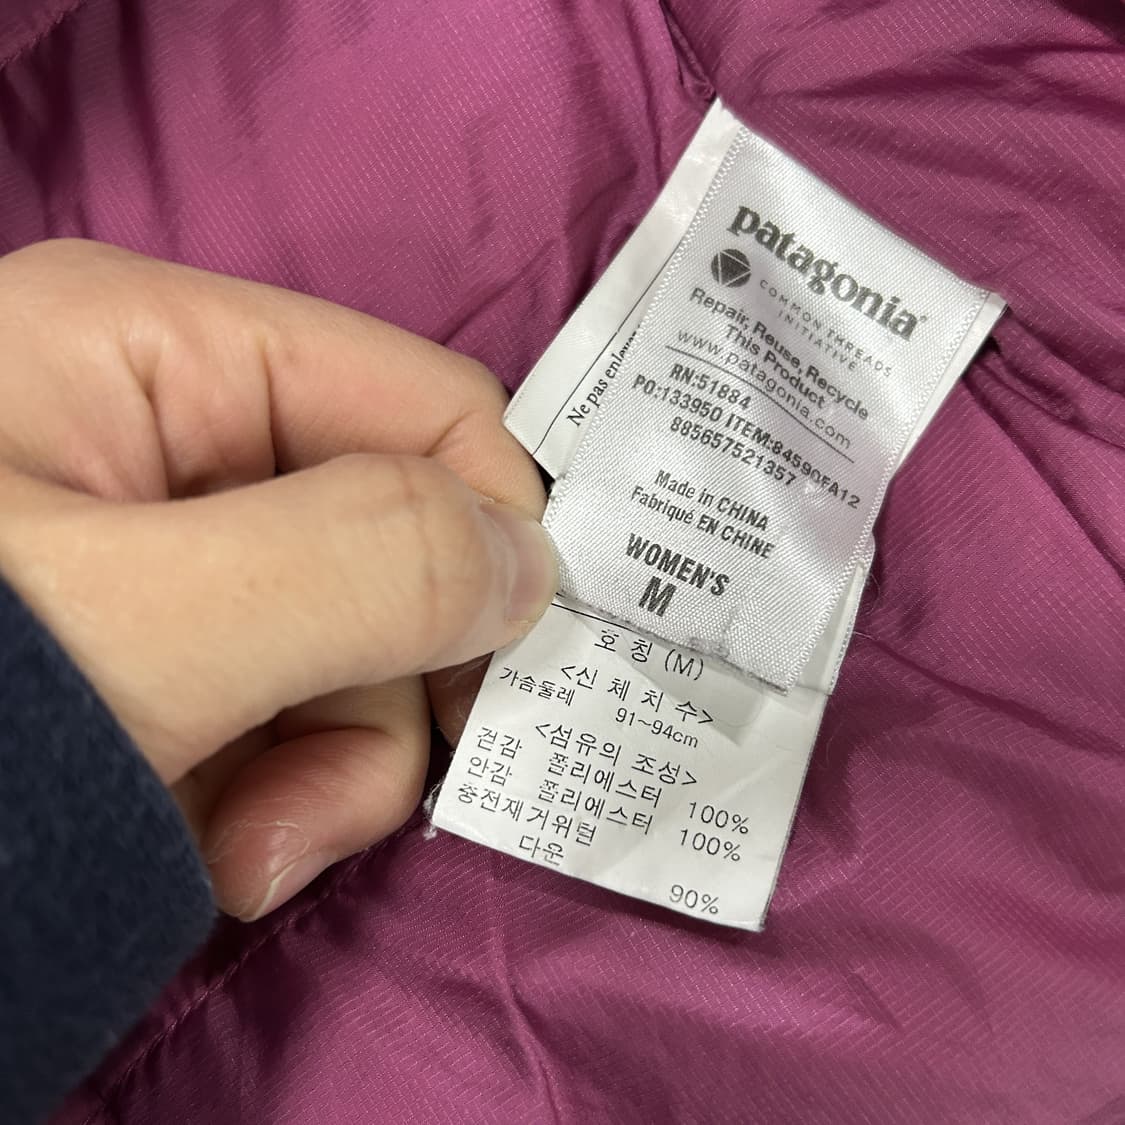 patagonia®
COMMON THREADS
INITIATIVE
Repair, Reuse, Recycle
This Product
www.patagonia.com
RN:51884
PO:133950 ITEM:84590FA12
885657521357
Made in CHINA
Fabriqué EN CHINE
WOMEN'S
M
Ne pas enlever
호 칭 (M)
<신 체 치 수>
가슴둘레 91~94cm
<섬유의 조성>
겉감 폴리에스터 100%
안감 폴리에스터 100%
충전재 거위털
다운
90%